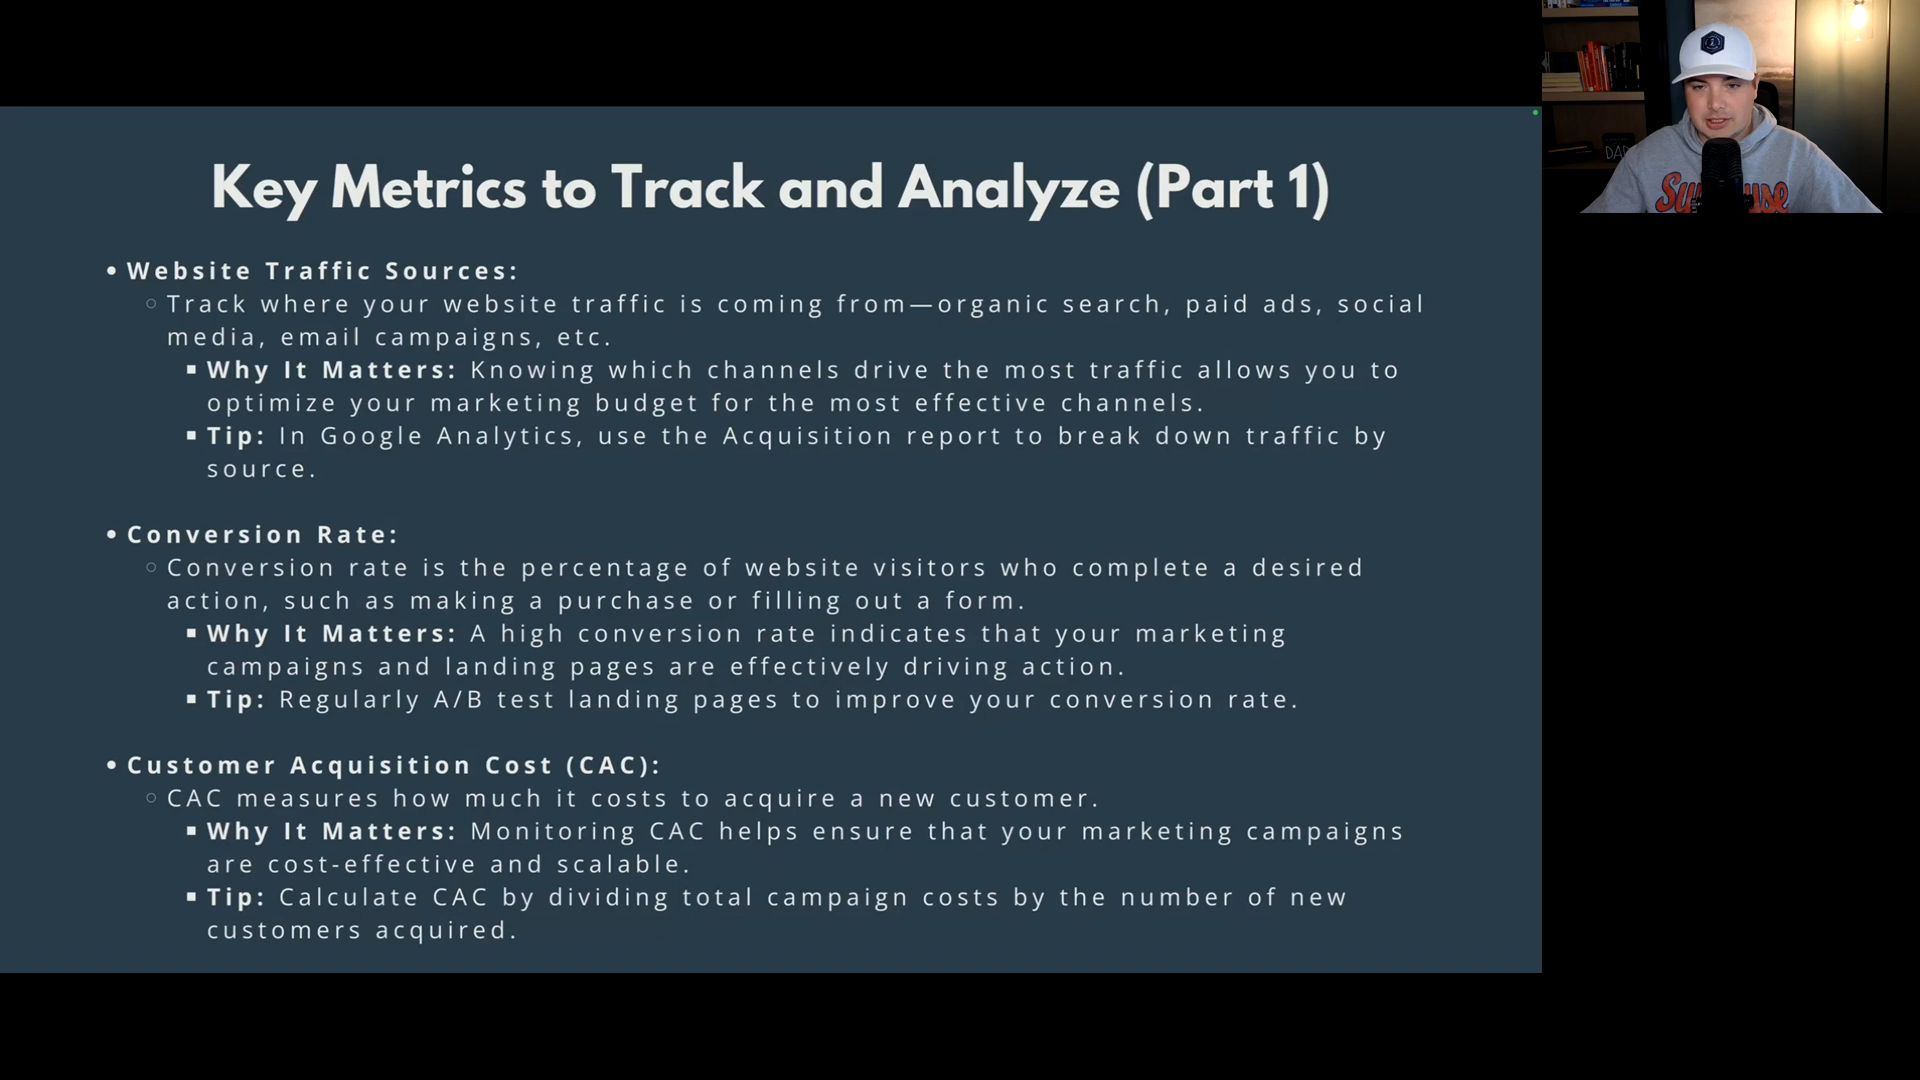 Key Metrics to Track and Analyze (Part 1)
• Website Traffic Sources:
○ Track where your website traffic is coming from—organic search, paid ads, social
media, email campaigns, etc.
▪ Why It Matters: Knowing which channels drive the most traffic allows you to
optimize your marketing budget for the most effective channels.
▪ Tip: In Google Analytics, use the Acquisition report to break down traffic by
source.
• Conversion Rate:
○ Conversion rate is the percentage of website visitors who complete a desired
action, such as making a purchase or filling out a form.
▪ Why It Matters: A high conversion rate indicates that your marketing
campaigns and landing pages are effectively driving action.
▪ Tip: Regularly A/B test landing pages to improve your conversion rate.
• Customer Acquisition Cost (CAC):
○ CAC measures how much it costs to acquire a new customer.
▪ Why It Matters: Monitoring CAC helps ensure that your marketing campaigns
are cost-effective and scalable.
▪ Tip: Calculate CAC by dividing total campaign costs by the number of new
customers acquired.